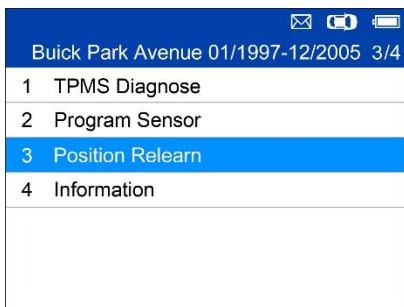 Buick Park Avenue 01/1997-12/2005 3/4
1 TPMS Diagnose
2 Program Sensor
3 Position Relearn
4 Information